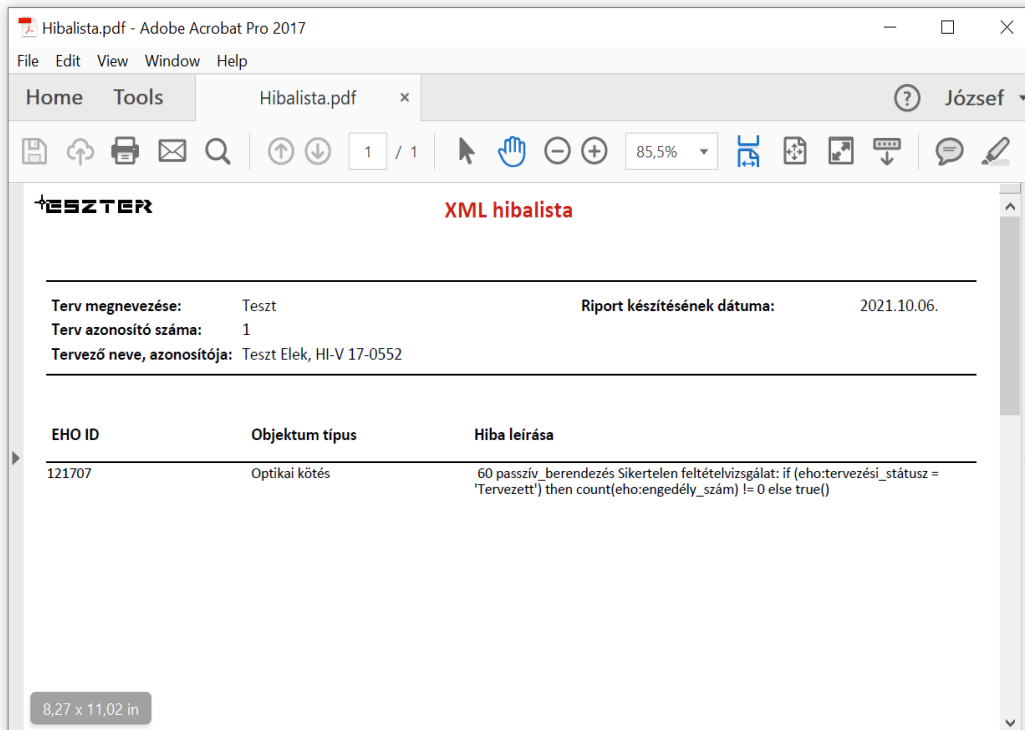 Hibalista.pdf - Adobe Acrobat Pro 2017
File Edit View Window Help
Home Tools Hibalista.pdf × ? József
1 / 1 85,5%
ESZTER XML hibalista
Terv megnevezése: Teszt Riport készítésének dátuma: 2021.10.06.
Terv azonosító száma: 1
Tervező neve, azonosítója: Teszt Elek, HI-V 17-0552
EHO ID Objektum típus Hiba leírása
121707 Optikai kötés 60 passzív_berendezés Sikertelen feltételvizsgálat: if (eho:tervezési_státusz =
'Tervezett') then count(eho:engedély_szám) != 0 else true()
8,27 x 11,02 in